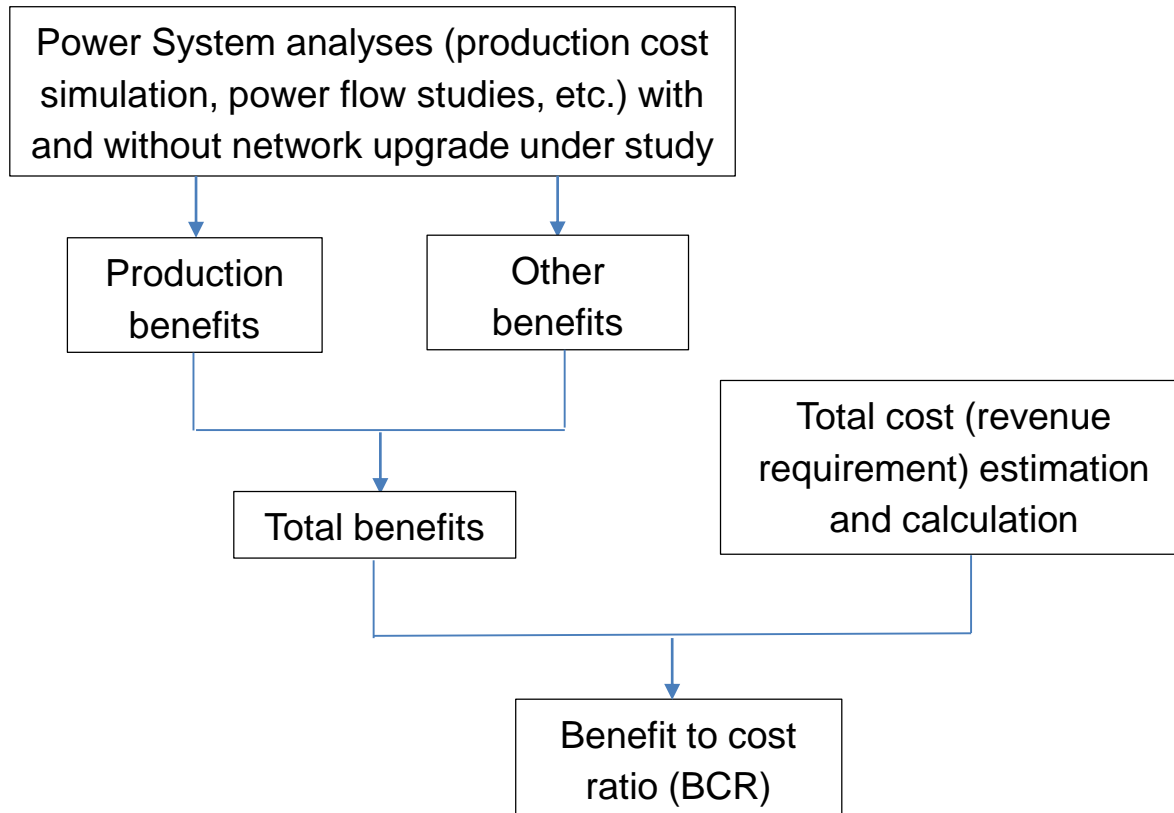 Power System analyses (production cost
simulation, power flow studies, etc.) with
and without network upgrade under study
Production
benefits
Other
benefits
Total cost (revenue
requirement) estimation
and calculation
Total benefits
Benefit to cost
ratio (BCR)